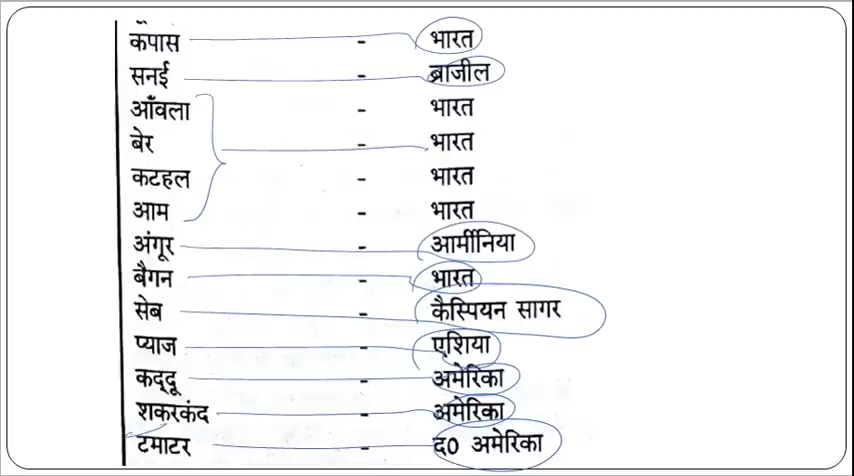 कपास - भारत
सनई - ब्राजील
आँवला - भारत
बेर - भारत
कटहल - भारत
आम - भारत
अंगूर - आर्मीनिया
बैगन - भारत
सेब - कैस्पियन सागर
प्याज - एशिया
कद्दू - अमेरिका
शकरकंद - अमेरिका
टमाटर - द0 अमेरिका